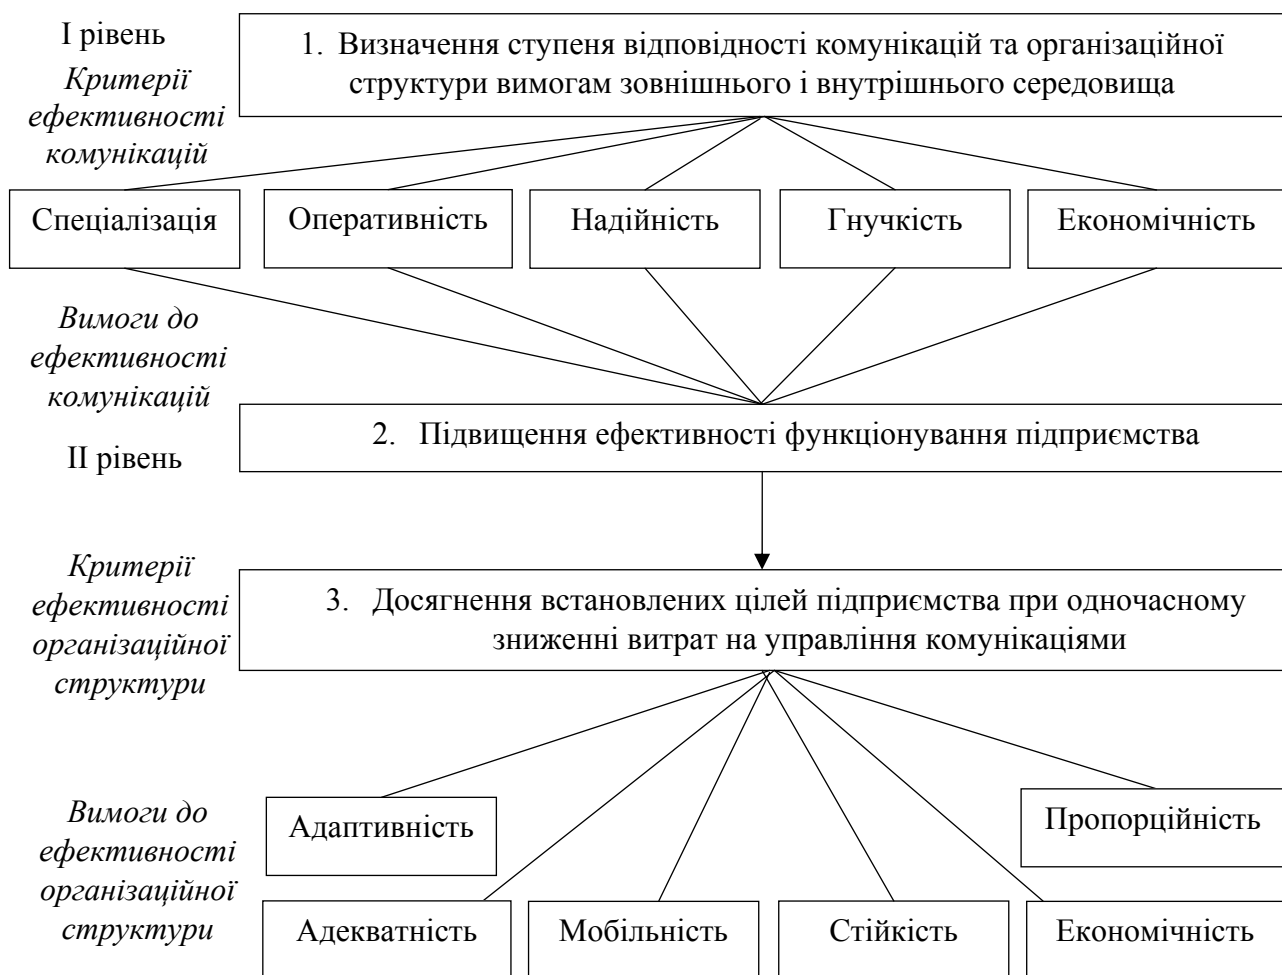 І рівень
Критерії
ефективності
комунікацій
1. Визначення ступеня відповідності комунікацій та організаційної
структури вимогам зовнішнього і внутрішнього середовища
Спеціалізація
Оперативність
Надійність
Гнучкість
Економічність
Вимоги до
ефективності
комунікацій
2. Підвищення ефективності функціонування підприємства
ІІ рівень
Критерії
ефективності
організаційної
структури
3. Досягнення встановлених цілей підприємства при одночасному
зниженні витрат на управління комунікаціями
Вимоги до
ефективності
організаційної
структури
Адаптивність
Пропорційність
Адекватність
Мобільність
Стійкість
Економічність